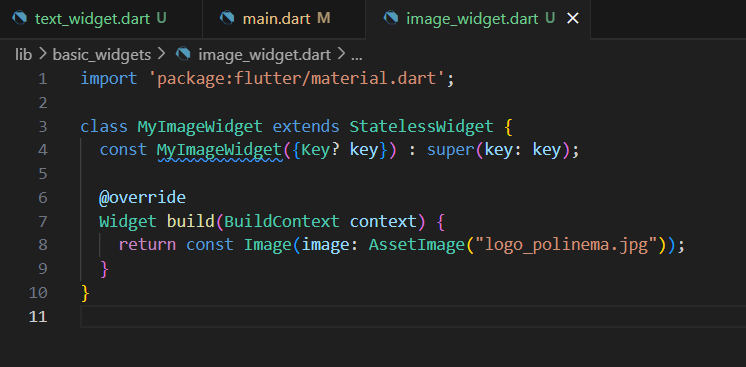 text_widget.dart U main.dart M image_widget.dart U
lib > basic_widgets > image_widget.dart > ...
1 import 'package:flutter/material.dart';
2
3 class MyImageWidget extends StatelessWidget {
4 const MyImageWidget({Key? key}) : super(key: key);
5
6 @override
7 Widget build(BuildContext context) {
8 return const Image(image: AssetImage("logo_polinema.jpg"));
9 }
10 }
11